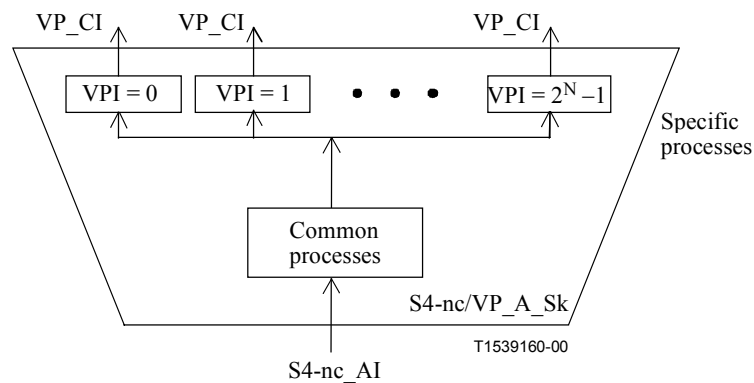 VP_CI VP_CI VP_CI
VPI = 0 VPI = 1 • • • VPI = 2^N –1
Specific
processes
Common
processes
S4-nc/VP_A_Sk
T1539160-00
S4-nc_AI